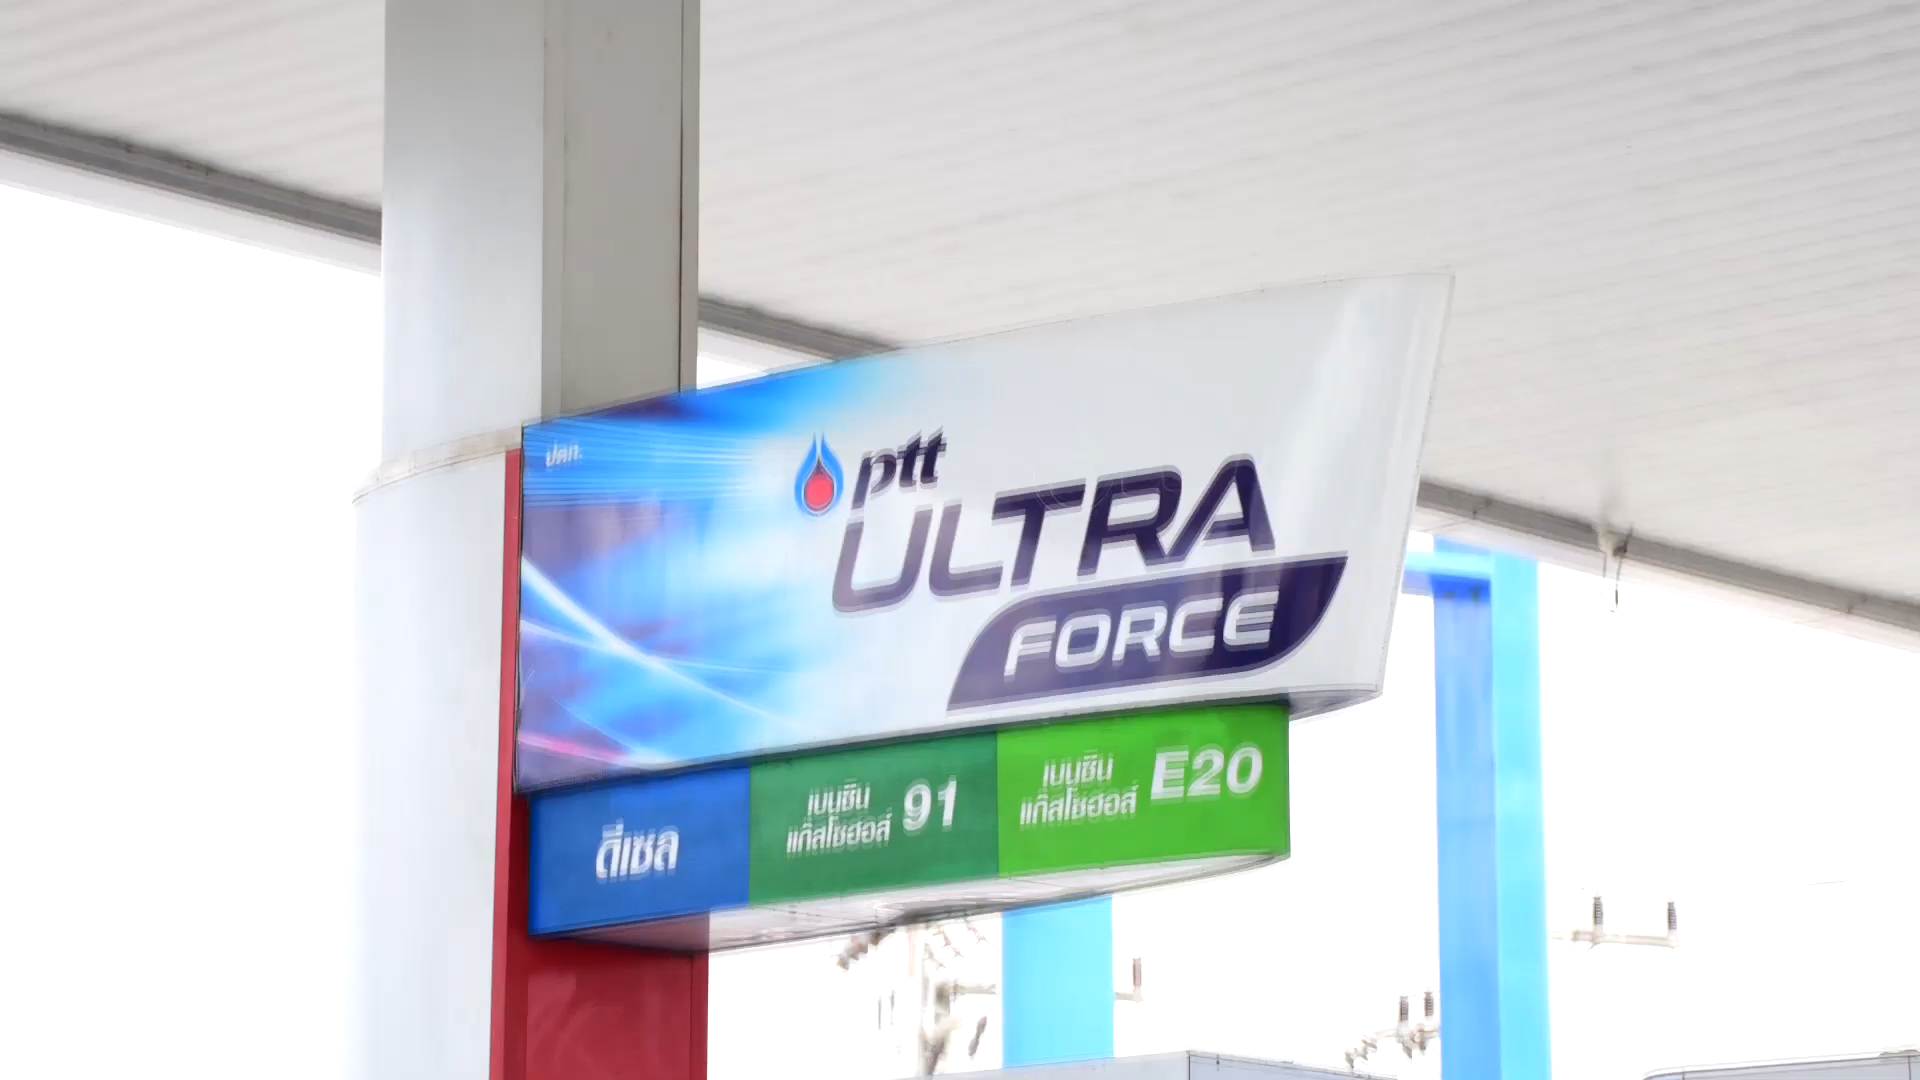 ปตท.
ptt
ULTRA
FORCE
ดีเซล
เบนซิน
แก๊สโซฮอล์ 91
เบนซิน
แก๊สโซฮอล์ E20